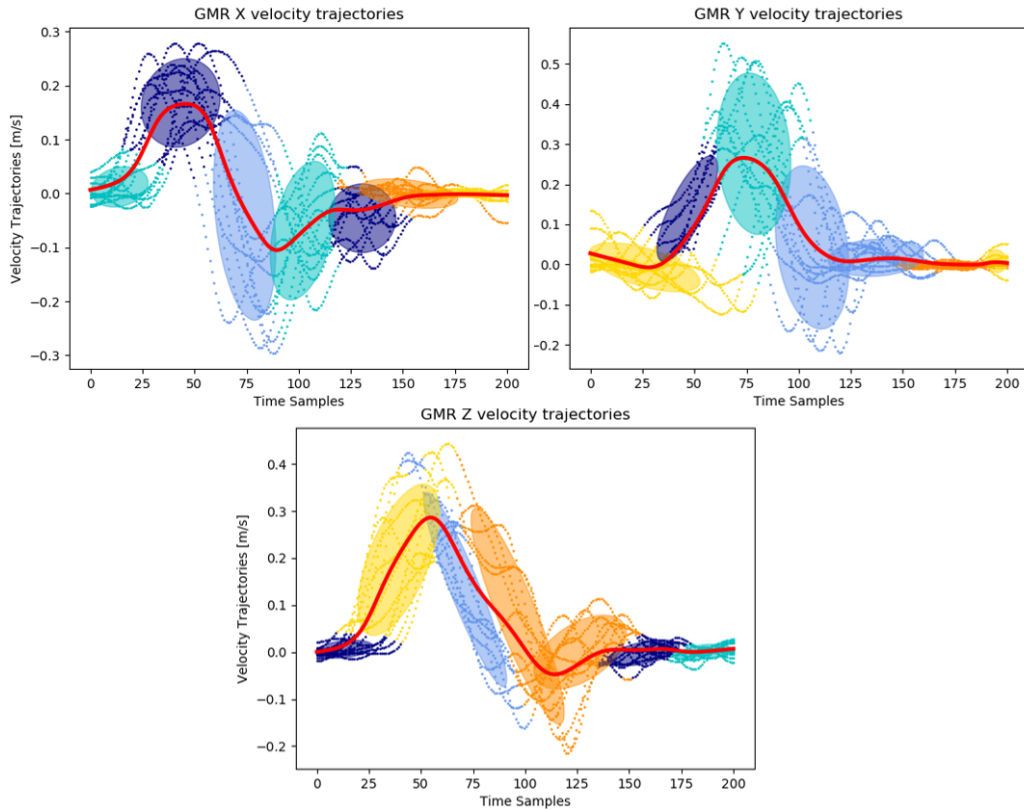 GMR X velocity trajectories
0.3
0.2
0.1
0.0
−0.1
−0.2
−0.3
Velocity Trajectories [m/s]
0 25 50 75 100 125 150 175 200
Time Samples
GMR Y velocity trajectories
0.5
0.4
0.3
0.2
0.1
0.0
−0.1
−0.2
0 25 50 75 100 125 150 175 200
Time Samples
GMR Z velocity trajectories
0.4
0.3
0.2
0.1
0.0
−0.1
−0.2
Velocity Trajectories [m/s]
0 25 50 75 100 125 150 175 200
Time Samples